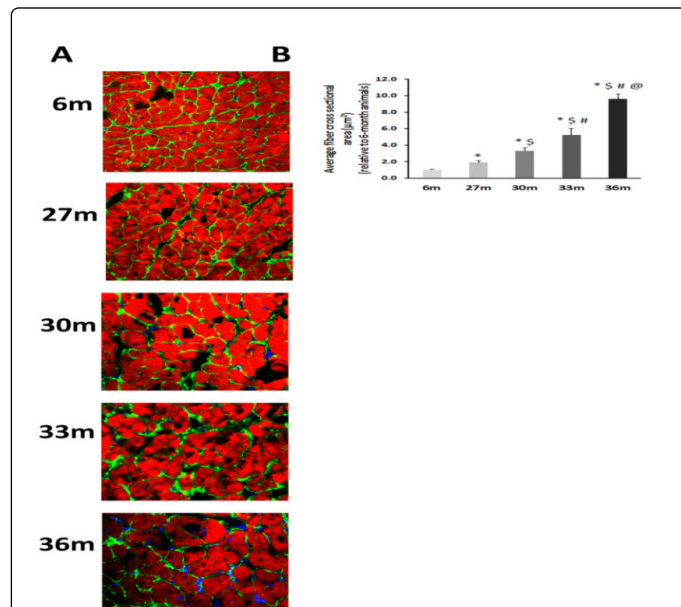 A
B
6m
27m
30m
33m
36m
Average fiber cross sectional
area (µm²)
(relative to 6-month animals)
12.0
10.0
8.0
6.0
4.0
2.0
0.0
*
* $
* $ #
* $ # @
6m 27m 30m 33m 36m